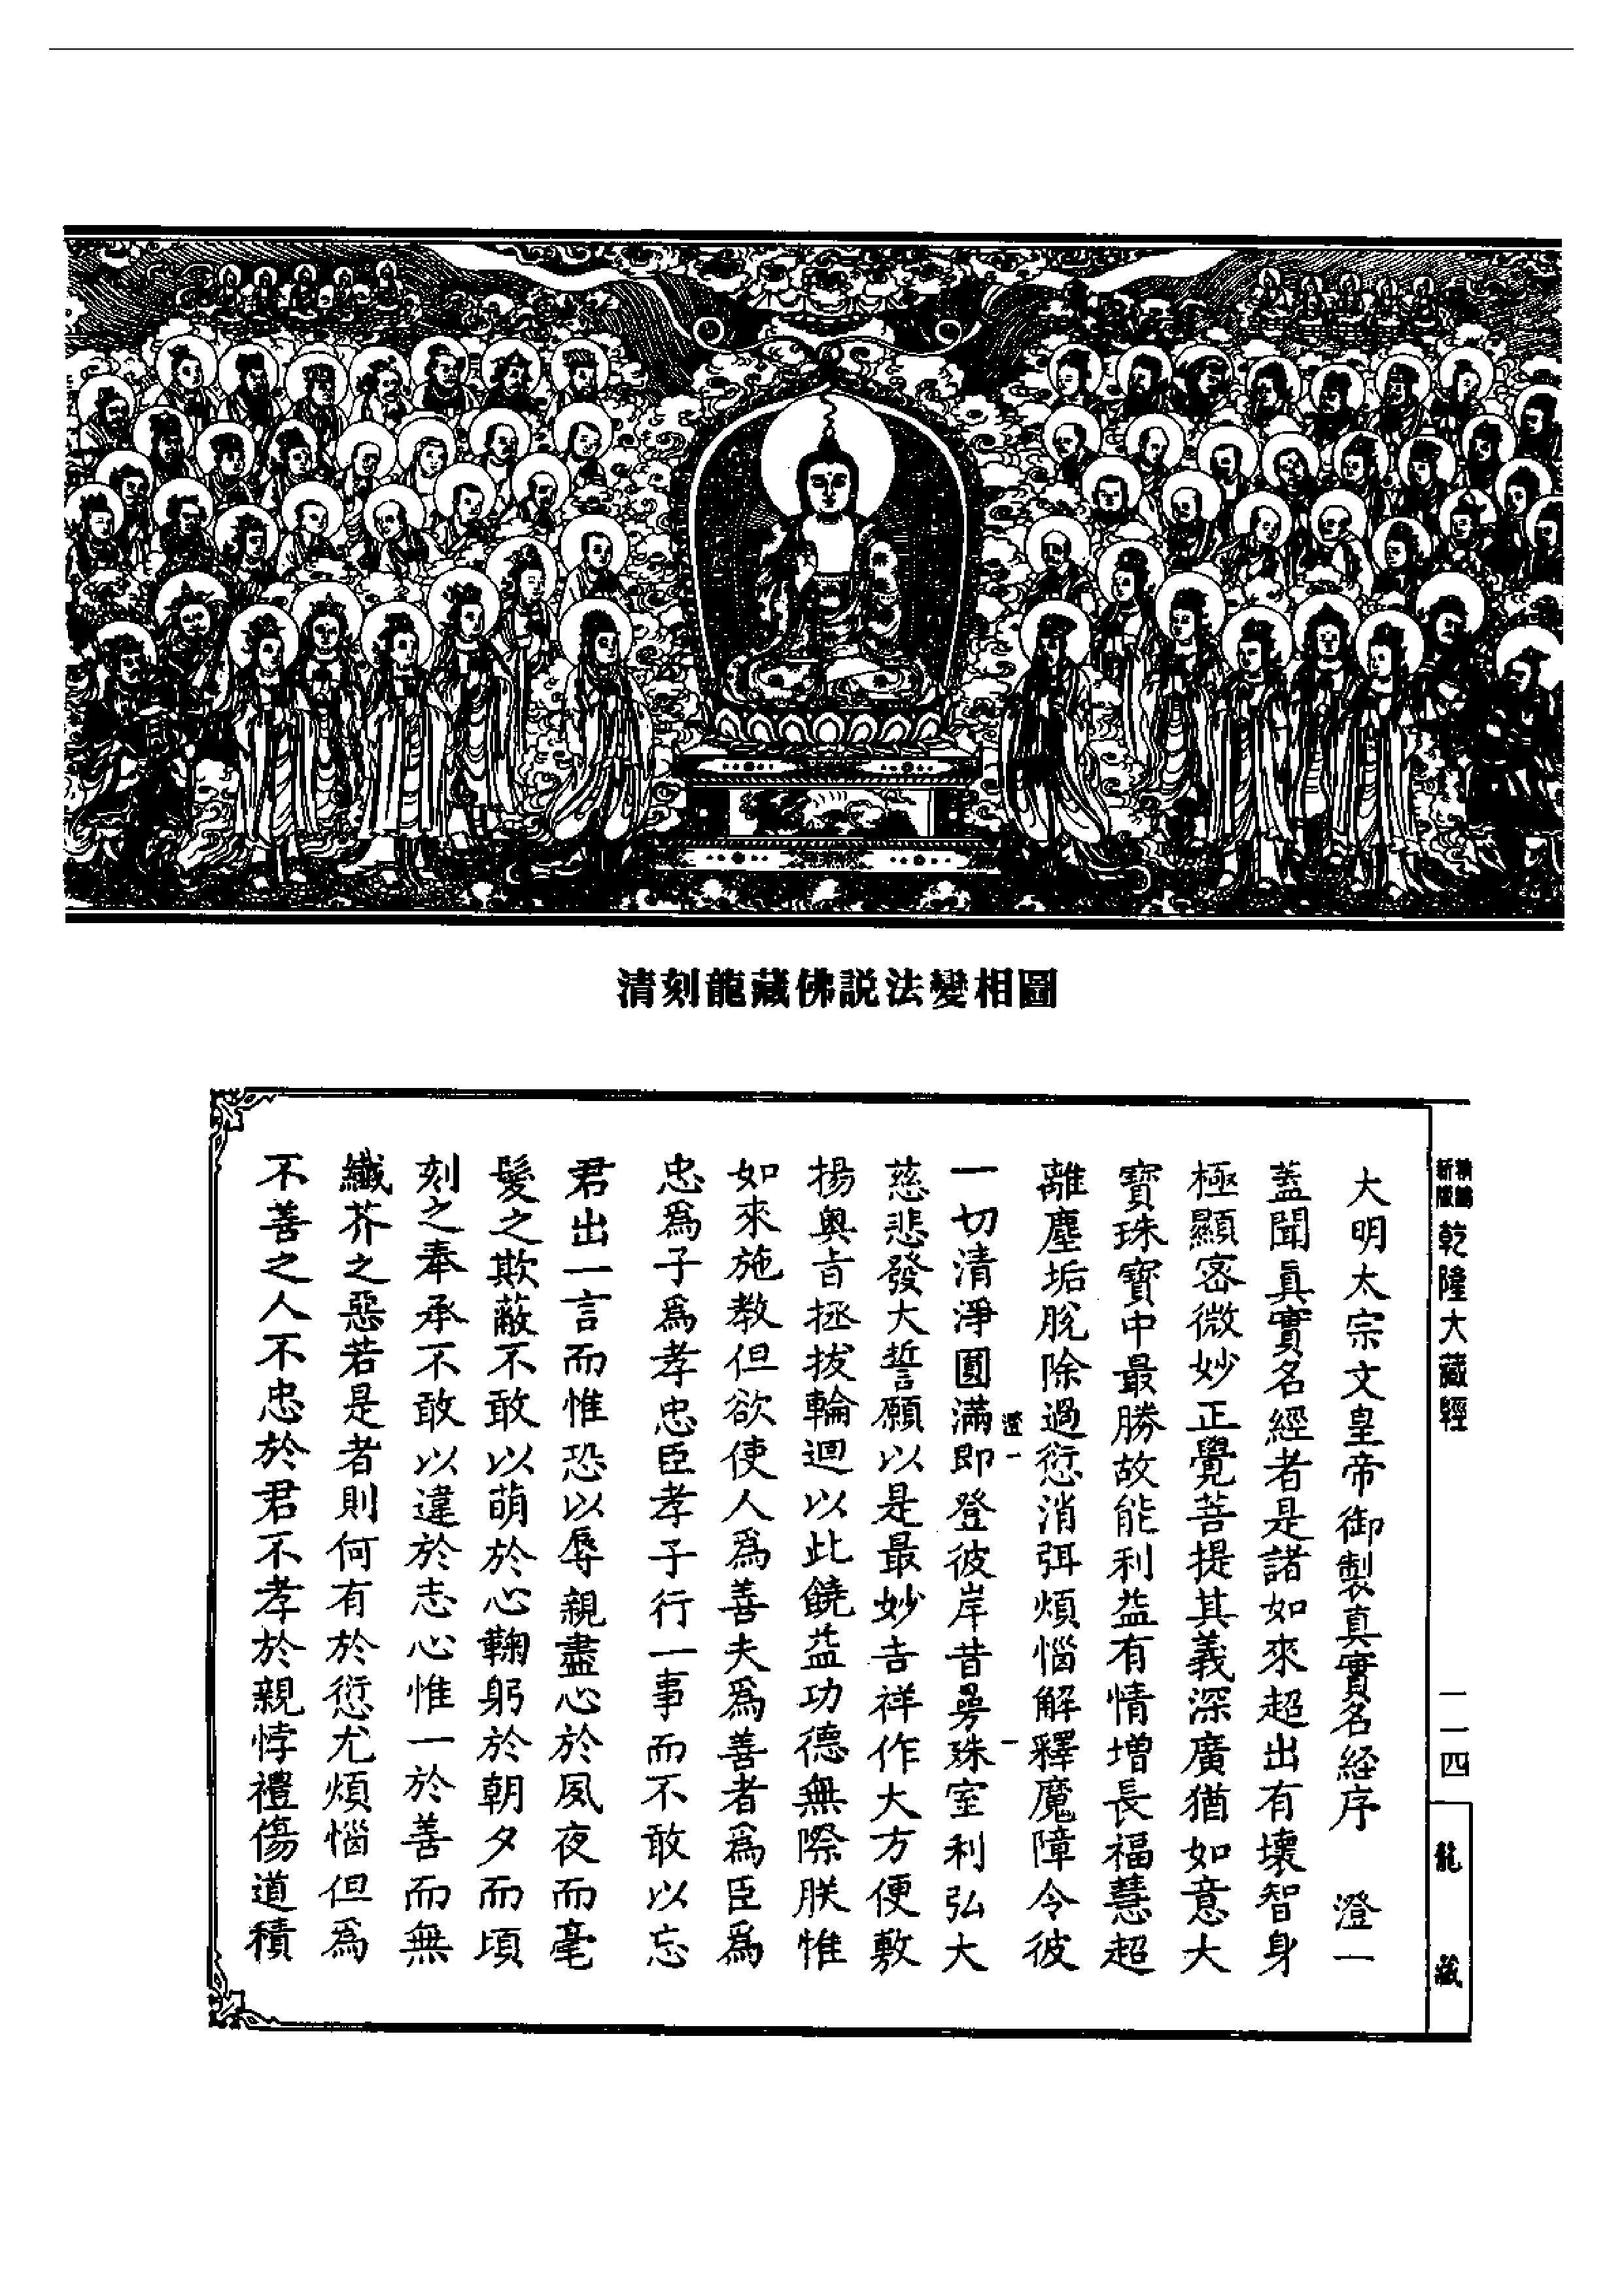 清刻龍藏佛説法變相圖
新編
縮版
乾隆大藏經
一一四
龍藏
大明太宗文皇帝御製真實名経序 澄一
蓋聞眞實名經者是諸如來超出有壞智身
極顯密微妙正覺菩提其義深廣猶如意大
寶珠寶中最勝故能利益有情增長福慧超
離塵垢脫除過愆消弭煩惱解釋魔障令彼
一切清淨圓滿即登彼岸昔曼殊室利弘大
一
慈悲發大誓願以是最妙吉祥作大方便敷
揚奥旨拯拔輪迴以此饒益功德無際朕惟
如來施教但欲使人爲善夫爲善者爲臣爲
忠爲子爲孝忠臣孝子行一事而不敢以忘
君出一言而惟恐以辱親盡心於夙夜而毫
髮之欺蔽不敢以萌於心鞠躬於朝夕而頃
刻之奉承不敢以違於志心惟一於善而無
纖芥之惡若是者則何有於愆尤煩惱但爲
不善之人不忠於君不孝於親悖禮傷道積